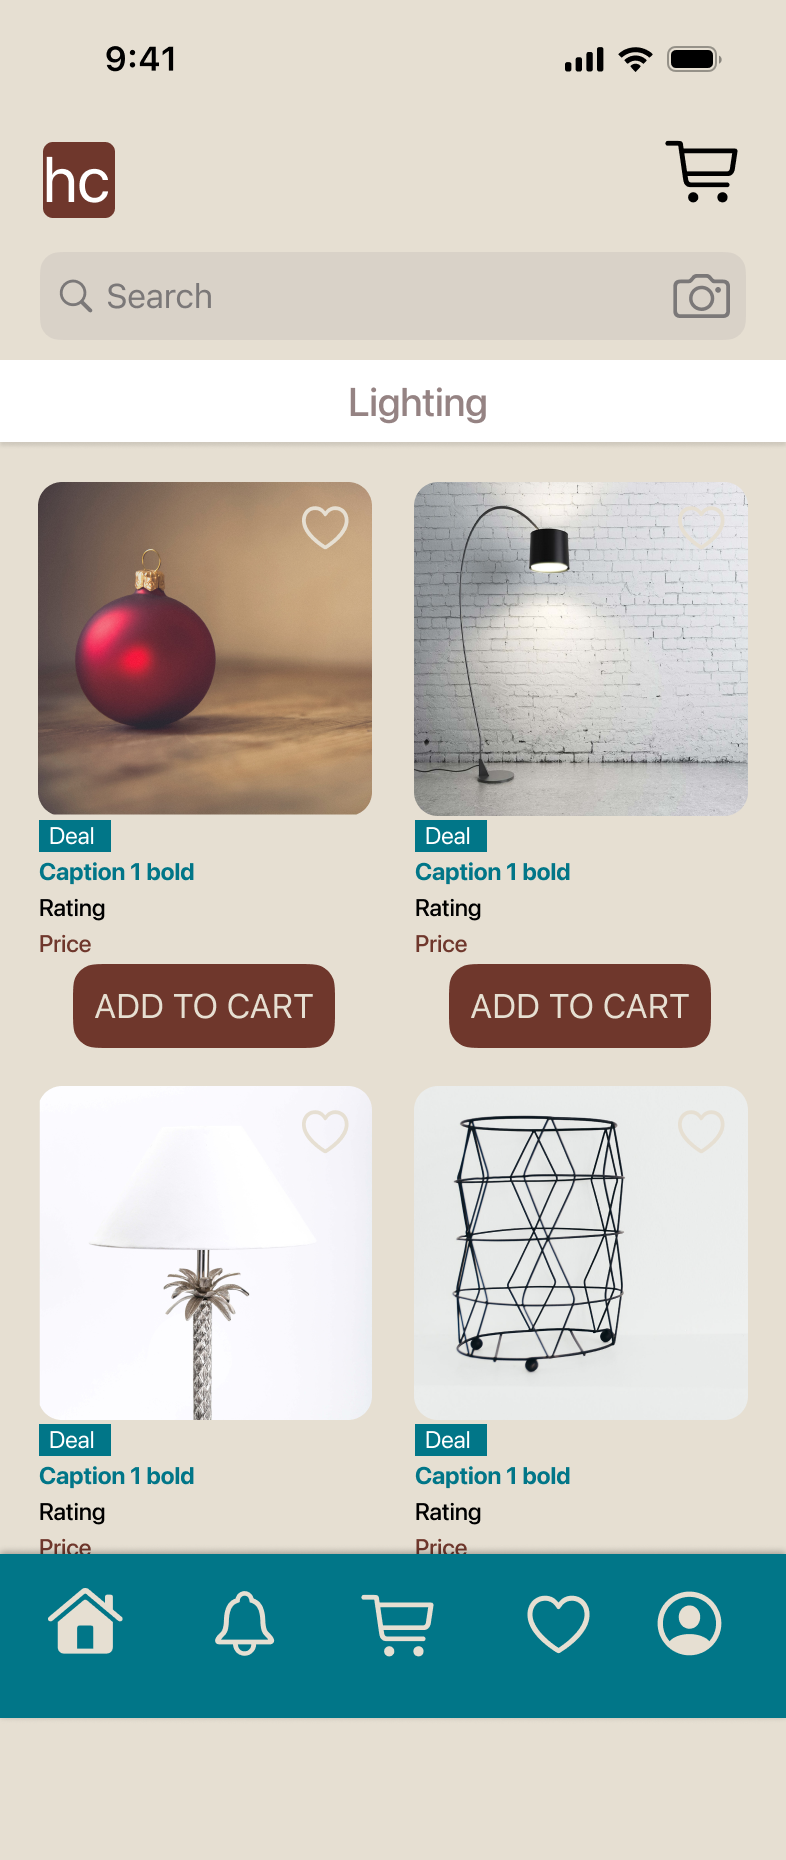 9:41
hc
Search
Lighting
Deal
Caption 1 bold
Rating
Price
ADD TO CART
Deal
Caption 1 bold
Rating
Price
ADD TO CART
Deal
Caption 1 bold
Rating
Price
Deal
Caption 1 bold
Rating
Price